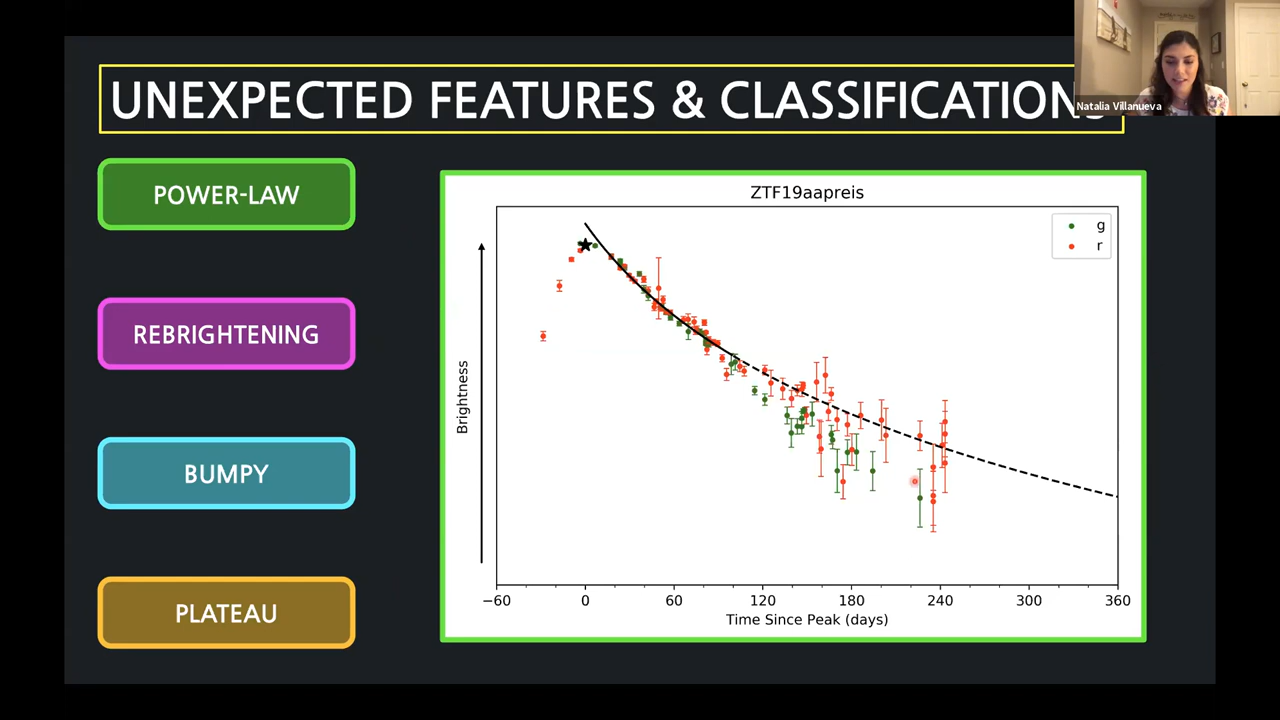 UNEXPECTED FEATURES & CLASSIFICATIONS
Natalia Villanueva
POWER-LAW
REBRIGHTENING
BUMPY
PLATEAU
ZTF19aapreis
g
r
Brightness
−60 0 60 120 180 240 300 360
Time Since Peak (days)